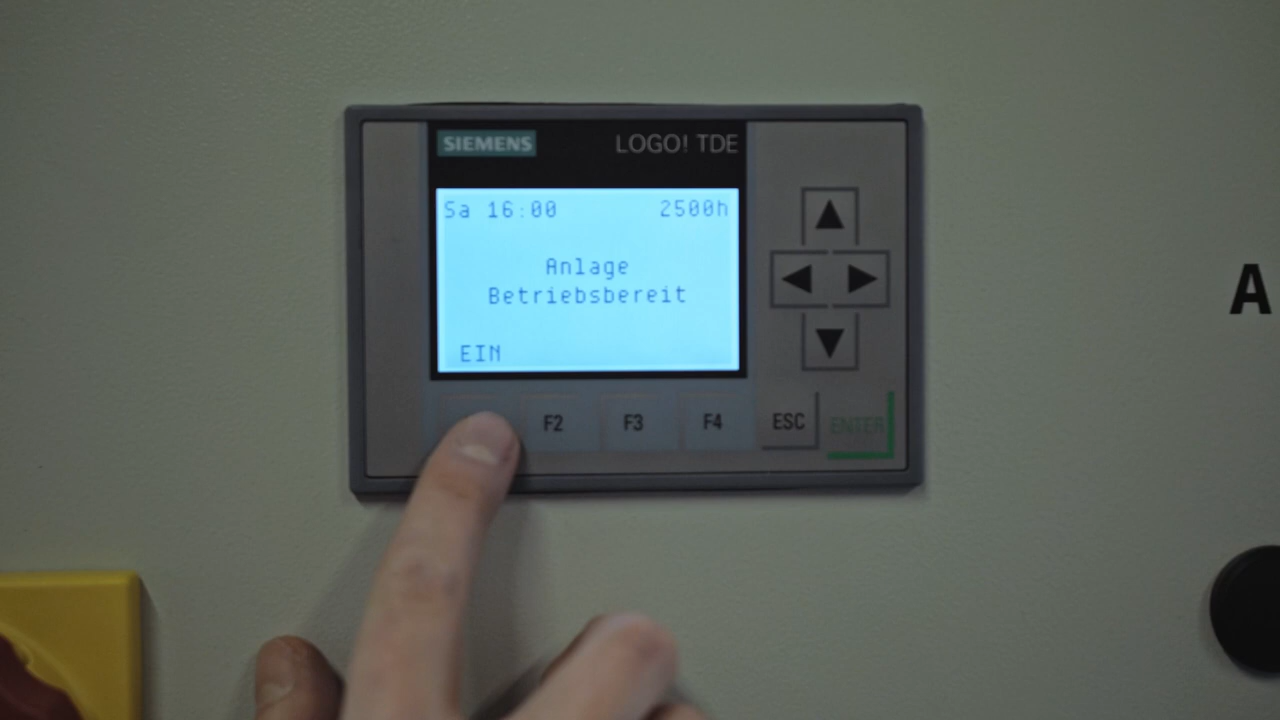 SIEMENS LOGO! TDE
Sa 16:00 2500h
Anlage
Betriebsbereit
EIN
F2 F3 F4 ESC ENTER
A